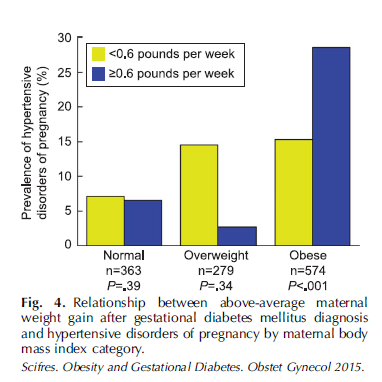 30
25
20
15
10
5
0
Prevalence of hypertensive
disorders of pregnancy (%)
<0.6 pounds per week
≥0.6 pounds per week
Normal Overweight Obese
n=363 n=279 n=574
P=.39 P=.34 P<.001
Fig. 4. Relationship between above-average maternal
weight gain after gestational diabetes mellitus diagnosis
and hypertensive disorders of pregnancy by maternal body
mass index category.
Scifres. Obesity and Gestational Diabetes. Obstet Gynecol 2015.